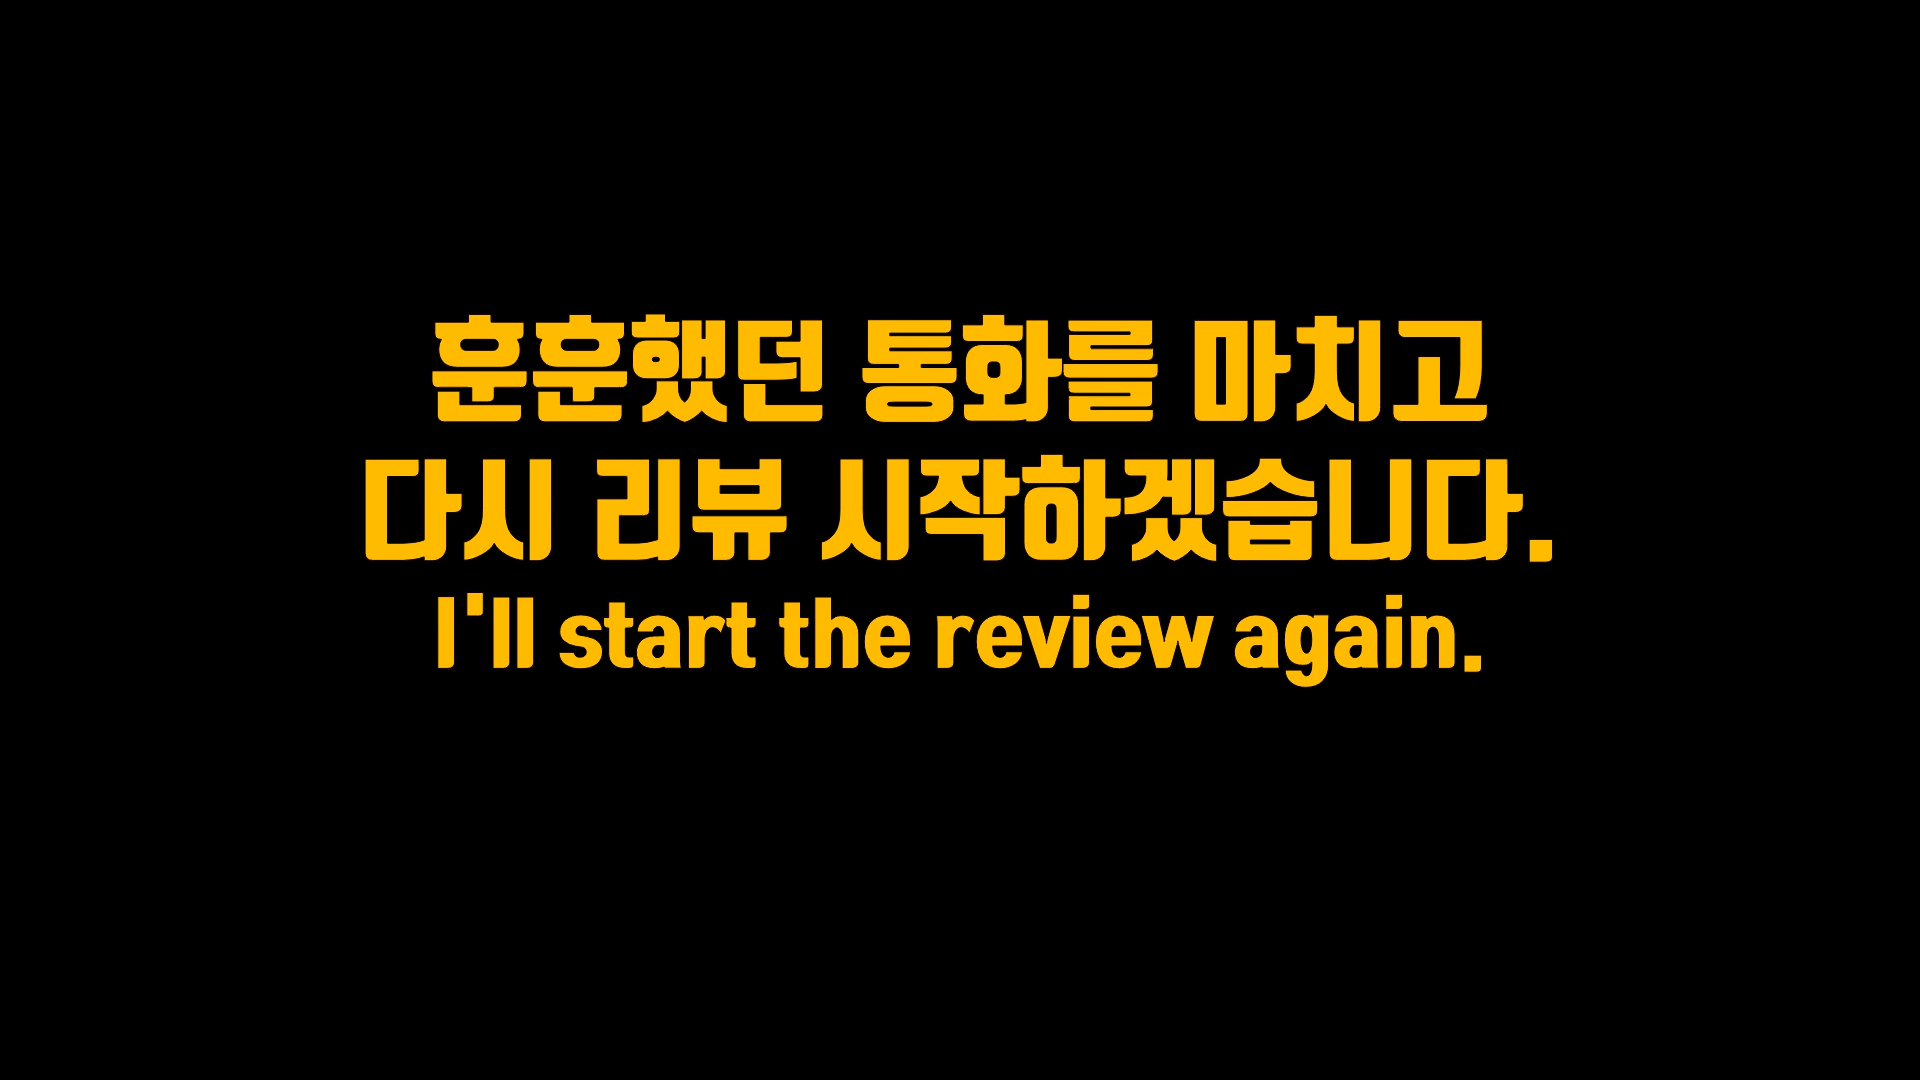 훈훈했던 통화를 마치고
다시 리뷰 시작하겠습니다.
I'll start the review again.